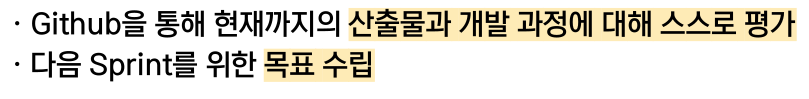 · Github을 통해 현재까지의 산출물과 개발 과정에 대해 스스로 평가
· 다음 Sprint를 위한 목표 수립